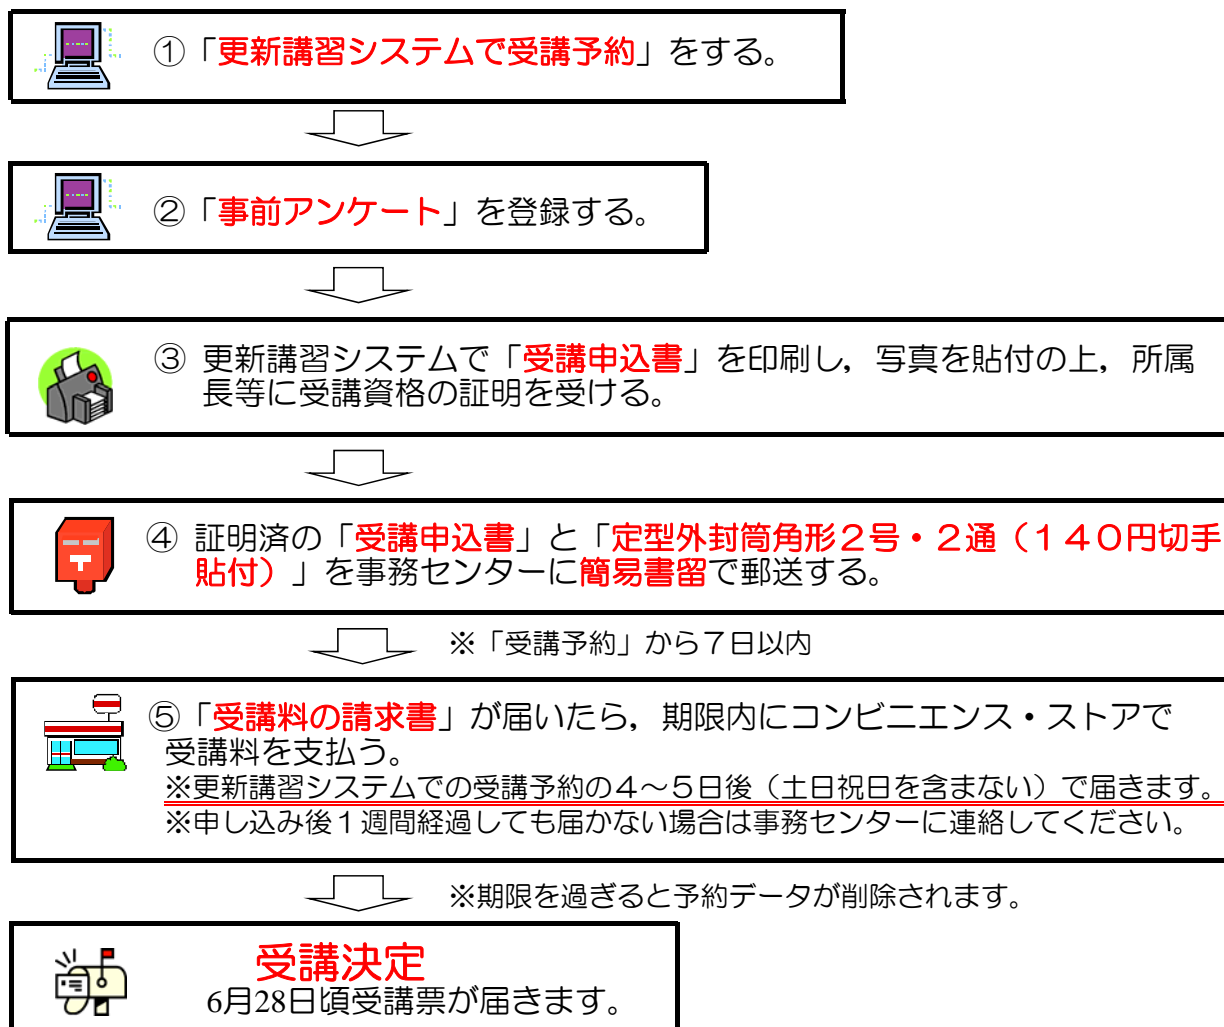 ①「更新講習システムで受講予約」をする。
②「事前アンケート」を登録する。
③ 更新講習システムで「受講申込書」を印刷し，写真を貼付の上，所属
長等に受講資格の証明を受ける。
④ 証明済の「受講申込書」と「定型外封筒角形２号・２通（１４０円切手
貼付）」を事務センターに簡易書留で郵送する。
※「受講予約」から７日以内
⑤「受講料の請求書」が届いたら，期限内にコンビニエンス・ストアで
受講料を支払う。
※更新講習システムでの受講予約の４～５日後（土日祝日を含まない）で届きます。
※申し込み後１週間経過しても届かない場合は事務センターに連絡してください。
※期限を過ぎると予約データが削除されます。
受講決定
6月28日頃受講票が届きます。